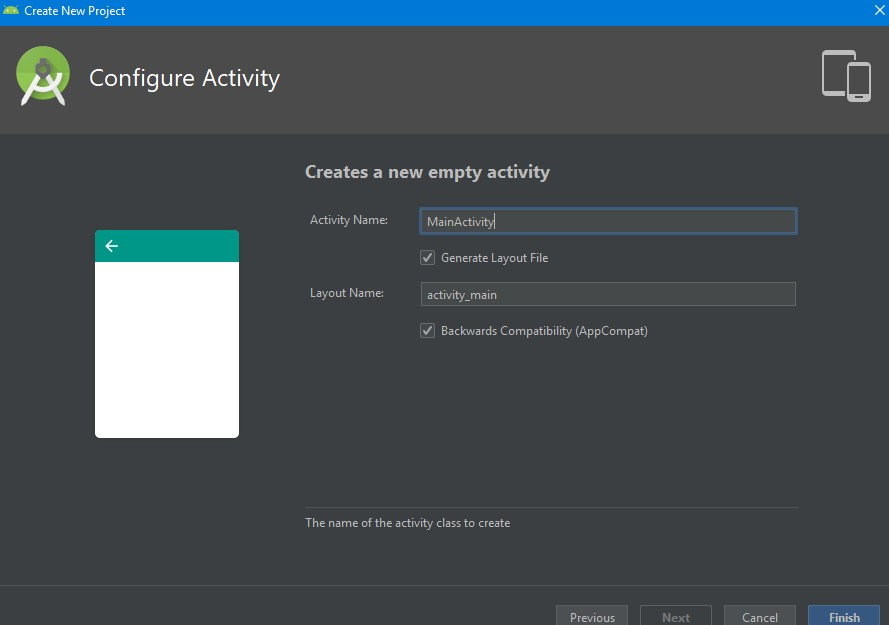 Create New Project
Configure Activity
Creates a new empty activity
Activity Name: MainActivity
Generate Layout File
Layout Name: activity_main
Backwards Compatibility (AppCompat)
The name of the activity class to create
Previous Next Cancel Finish